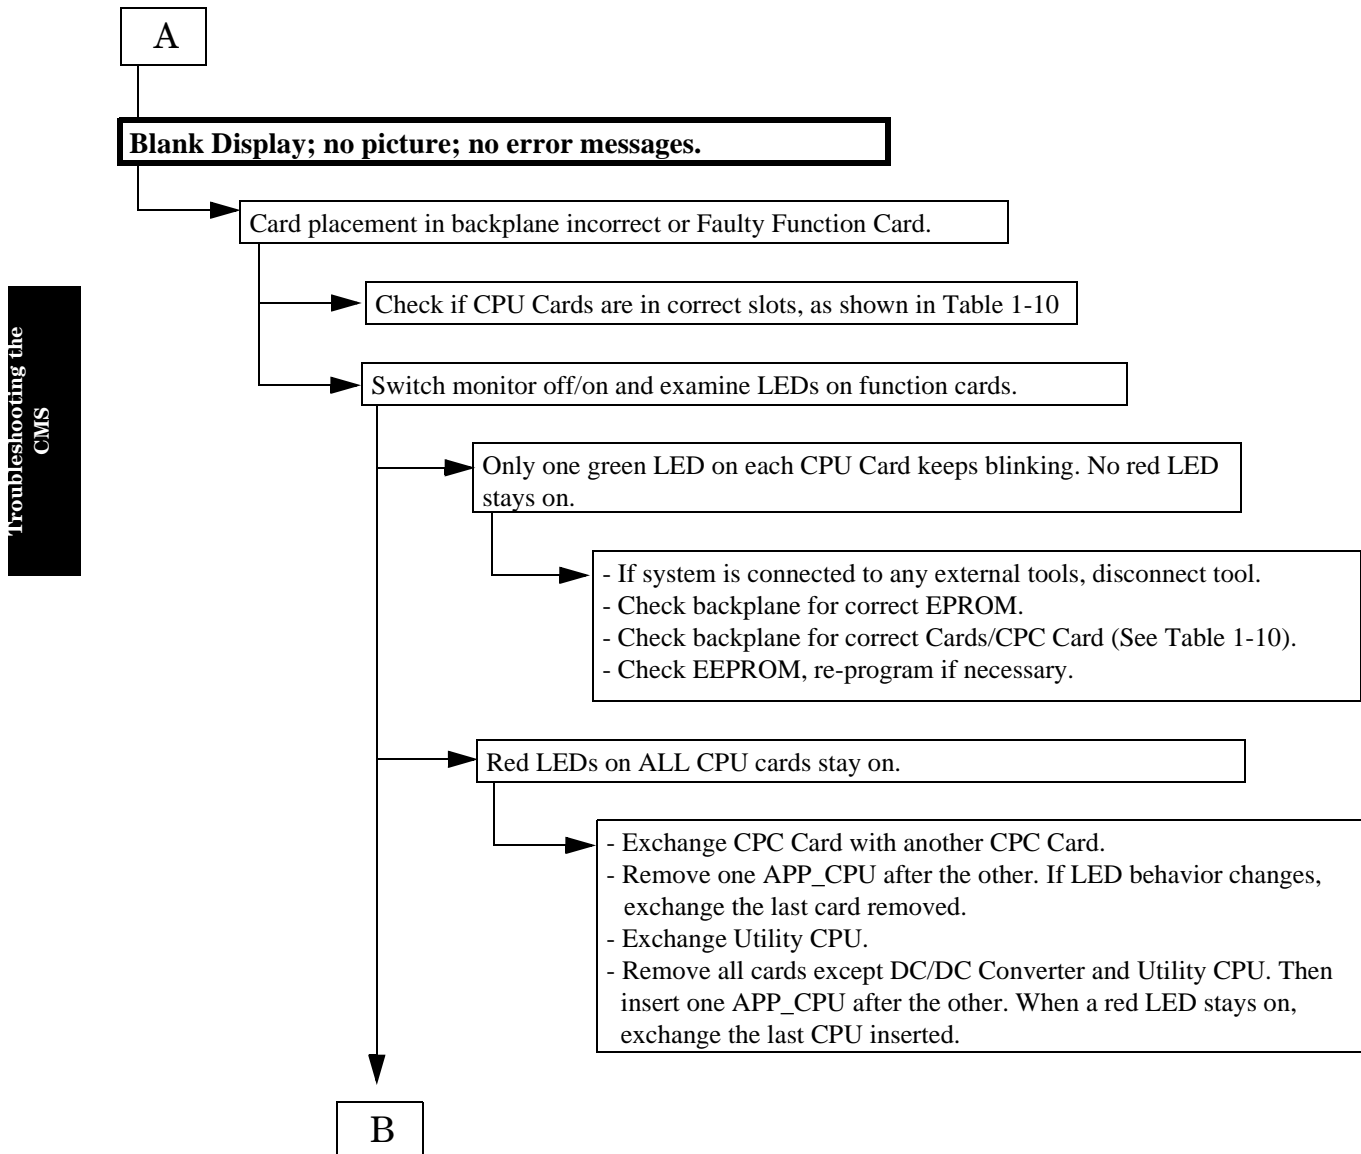 A
Blank Display; no picture; no error messages.
Card placement in backplane incorrect or Faulty Function Card.
Check if CPU Cards are in correct slots, as shown in Table 1-10
Troubleshooting the
CMS
Switch monitor off/on and examine LEDs on function cards.
Only one green LED on each CPU Card keeps blinking. No red LED
stays on.
- If system is connected to any external tools, disconnect tool.
- Check backplane for correct EPROM.
- Check backplane for correct Cards/CPC Card (See Table 1-10).
- Check EEPROM, re-program if necessary.
Red LEDs on ALL CPU cards stay on.
- Exchange CPC Card with another CPC Card.
- Remove one APP_CPU after the other. If LED behavior changes,
exchange the last card removed.
- Exchange Utility CPU.
- Remove all cards except DC/DC Converter and Utility CPU. Then
insert one APP_CPU after the other. When a red LED stays on,
exchange the last CPU inserted.
B